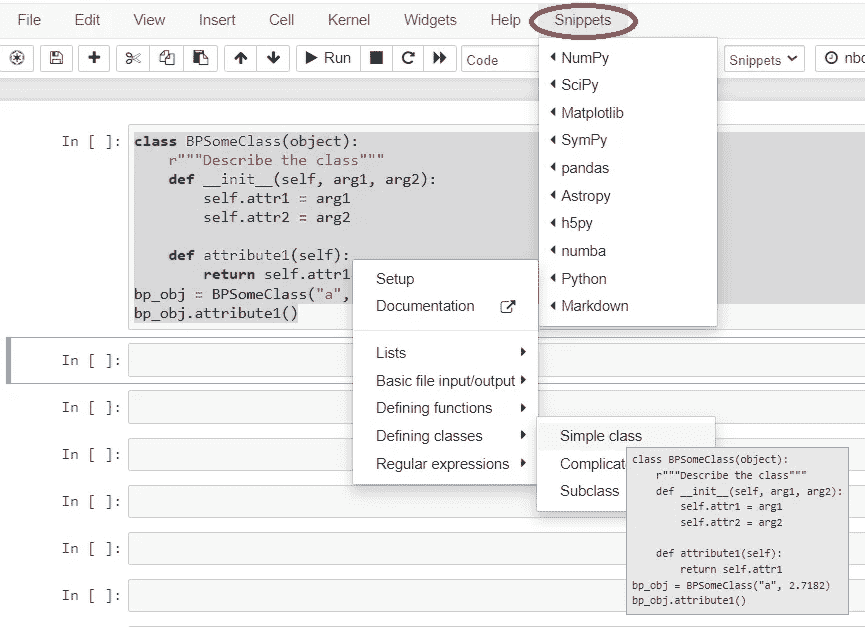 File Edit View Insert Cell Kernel Widgets Help Snippets
Run Code Snippets
NumPy
SciPy
Matplotlib
SymPy
pandas
Astropy
h5py
numba
Python
Markdown
In [ ]:
class BPSomeClass(object):
r"""Describe the class"""
def __init__(self, arg1, arg2):
self.attr1 = arg1
self.attr2 = arg2
def attribute1(self):
return self.attr1
bp_obj = BPSomeClass("a",
bp_obj.attribute1()
Setup
Documentation
Lists
Basic file input/output
Defining functions
Defining classes
Regular expressions
Simple class
Subclass
class BPSomeClass(object):
r"""Describe the class"""
def __init__(self, arg1, arg2):
self.attr1 = arg1
self.attr2 = arg2
def attribute1(self):
return self.attr1
bp_obj = BPSomeClass("a", 2.7182)
bp_obj.attribute1()
In [ ]:
In [ ]:
In [ ]:
In [ ]:
In [ ]:
In [ ]: